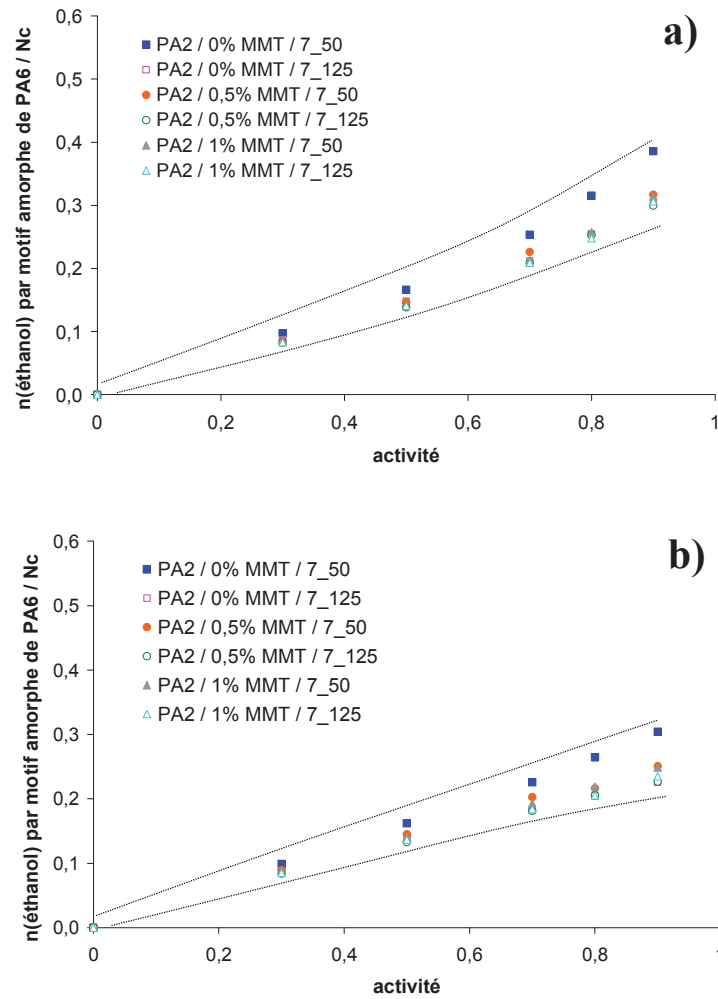 a)
n(éthanol) par motif amorphe de PA6 / Nc
0,6
0,5
0,4
0,3
0,2
0,1
0,0
PA2 / 0% MMT / 7_50
PA2 / 0% MMT / 7_125
PA2 / 0,5% MMT / 7_50
PA2 / 0,5% MMT / 7_125
PA2 / 1% MMT / 7_50
PA2 / 1% MMT / 7_125
0
0,2
0,4
0,6
0,8
1
activité
b)
n(éthanol) par motif amorphe de PA6 / Nc
0,6
0,5
0,4
0,3
0,2
0,1
0,0
PA2 / 0% MMT / 7_50
PA2 / 0% MMT / 7_125
PA2 / 0,5% MMT / 7_50
PA2 / 0,5% MMT / 7_125
PA2 / 1% MMT / 7_50
PA2 / 1% MMT / 7_125
0
0,2
0,4
0,6
0,8
1
activité